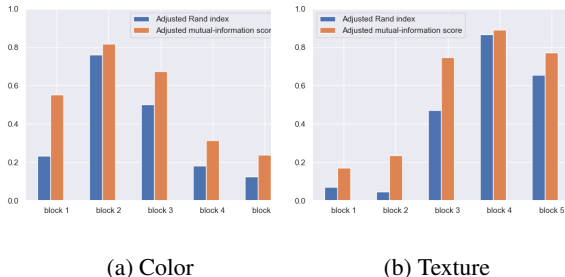 1.0
0.8
0.6
0.4
0.2
0.0
Adjusted Rand index
Adjusted mutual-information score
block 1
block 2
block 3
block 4
block
(a) Color
1.0
0.8
0.6
0.4
0.2
0.0
Adjusted Rand index
Adjusted mutual-information score
block 1
block 2
block 3
block 4
block 5
(b) Texture